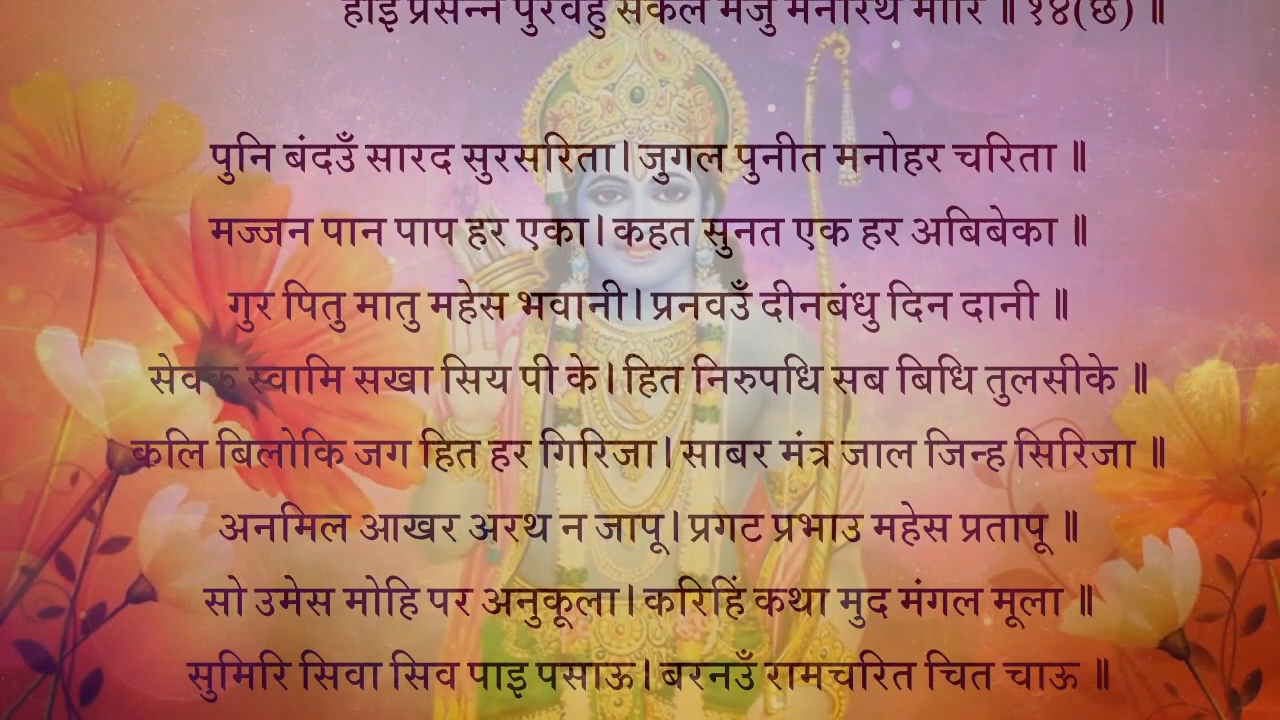 होइ प्रसन्न पुरवहु सकल मंजु मनोरथ मोरि ॥ १४(छ) ॥
पुनि बंदउँ सारद सुरसरिता। जुगल पुनीत मनोहर चरिता ॥
मज्जन पान पाप हर एका। कहत सुनत एक हर अबिबेका ॥
गुर पितु मातु महेस भवानी। प्रनवउँ दीनबंधु दिन दानी ॥
सेवक स्वामि सखा सिय पी के। हित निरुपधि सब बिधि तुलसीके ॥
कलि बिलोकि जग हित हर गिरिजा। साबर मंत्र जाल जिन्ह सिरिजा ॥
अनमिल आखर अरथ न जापू। प्रगट प्रभाउ महेस प्रतापू ॥
सो उमेस मोहि पर अनुकूला। करिहिं कथा मुद मंगल मूला ॥
सुमिरि सिवा सिव पाइ पसाऊ। बरनउँ रामचरित चित चाऊ ॥